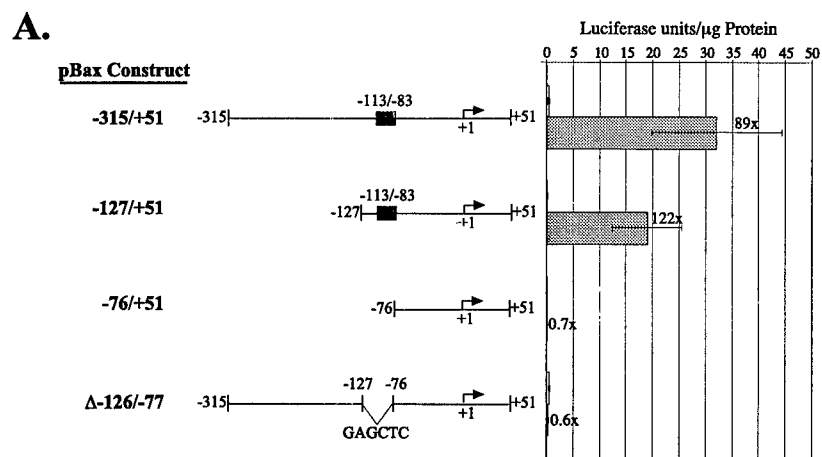 A.
Luciferase units/μg Protein
0 5 10 15 20 25 30 35 40 45 50
pBax Construct
-315/+51
-315
-113/-83
+1
+51
89x
-127/+51
-127
-113/-83
+1
+51
122x
-76/+51
-76
+1
+51
0.7x
Δ-126/-77
-315
-127
-76
GAGCTC
+1
+51
0.6x